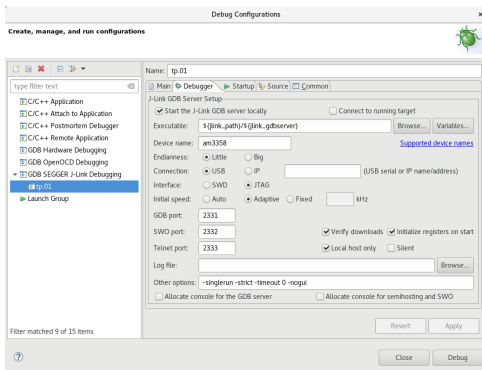 Debug Configurations
Create, manage, and run configurations
type filter text
C/C++ Application
C/C++ Attach to Application
C/C++ Postmortem Debugger
C/C++ Remote Application
GDB Hardware Debugging
GDB OpenOCD Debugging
GDB SEGGER J-Link Debugging
tp.01
Launch Group
Filter matched 9 of 15 items
Name: tp.01
Main Debugger Startup Source Common
J-Link GDB Server Setup
Start the J-Link GDB server locally Connect to running target
Executable: ${jlink_path}/${jlink_gdbserver} Browse... Variables...
Device name: am3358 Supported device names
Endianness: Little Big
Connection: USB IP (USB serial or IP name/address)
Interface: SWD JTAG
Initial speed: Auto Adaptive Fixed kHz
GDB port: 2331
SWO port: 2332 Verify downloads Initialize registers on start
Telnet port: 2333 Local host only Silent
Log file: Browse...
Other options: -singlerun -strict -timeout 0 -nogui
Allocate console for the GDB server Allocate console for semihosting and SWO
Revert Apply
Close Debug